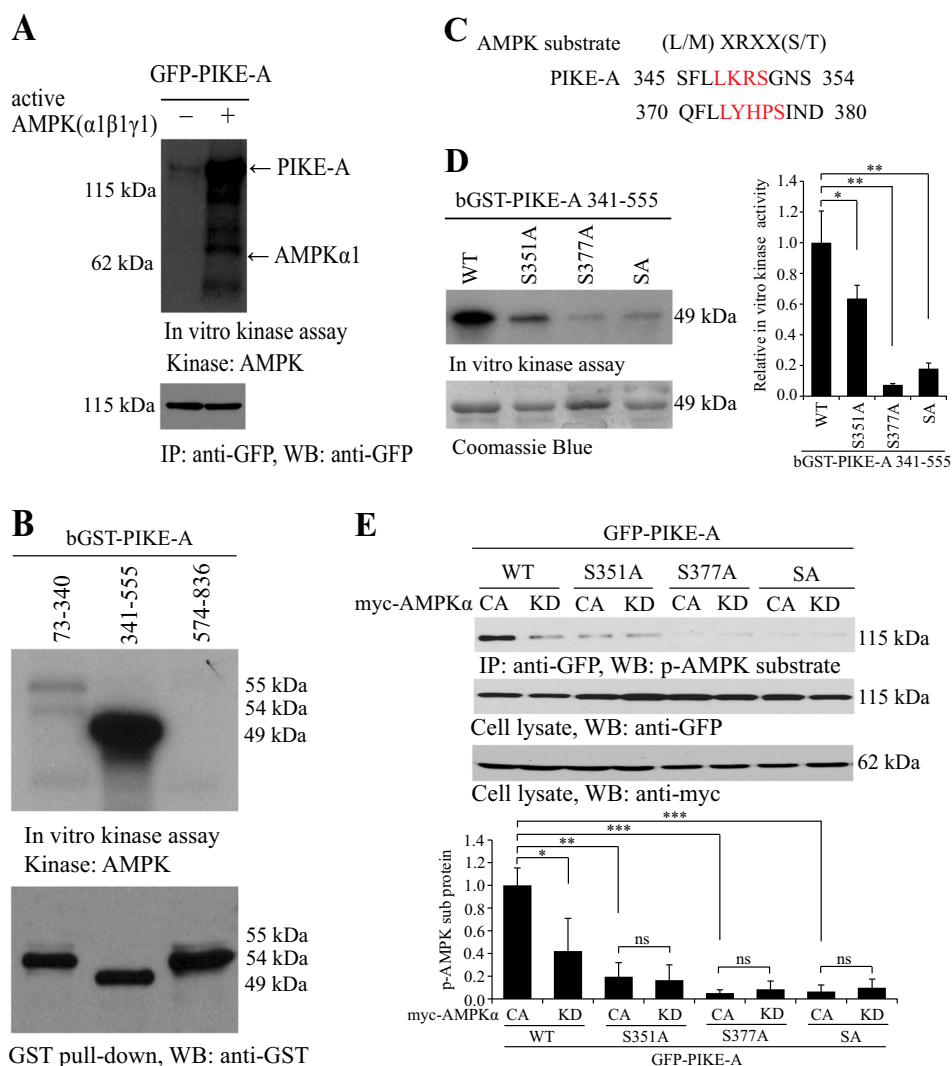 A
GFP-PIKE-A
active
AMPK(α1β1γ1)
− +
← PIKE-A
115 kDa
62 kDa
← AMPKα1
In vitro kinase assay
Kinase: AMPK
115 kDa
IP: anti-GFP, WB: anti-GFP
B
bGST-PIKE-A
73-340
341-555
574-836
55 kDa
54 kDa
49 kDa
In vitro kinase assay
Kinase: AMPK
55 kDa
54 kDa
49 kDa
GST pull-down, WB: anti-GST
C
AMPK substrate (L/M) XRXX(S/T)
PIKE-A 345 SFLLKRSGNS 354
370 QFLLYHPSIND 380
D
bGST-PIKE-A 341-555
WT
S351A
S377A
SA
49 kDa
In vitro kinase assay
49 kDa
Coomassie Blue
Relative in vitro kinase activity
1.4
1.2
1.0
0.8
0.6
0.4
0.2
0.0
**
**
*
WT
S351A
S377A
SA
bGST-PIKE-A 341-555
E
GFP-PIKE-A
WT S351A S377A SA
myc-AMPKα CA KD CA KD CA KD CA KD
115 kDa
IP: anti-GFP, WB: p-AMPK substrate
115 kDa
Cell lysate, WB: anti-GFP
62 kDa
Cell lysate, WB: anti-myc
p-AMPK sub protein
1.4
1.2
1.0
0.8
0.6
0.4
0.2
0.0
***
***
**
*
ns
ns
ns
myc-AMPKα CA KD CA KD CA KD CA KD
WT S351A S377A SA
GFP-PIKE-A